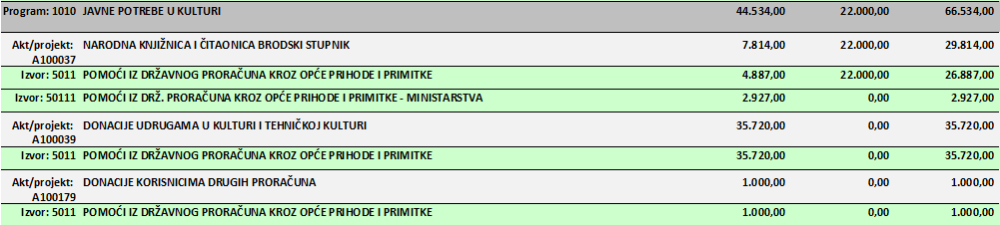 Program: 1010 JAVNE POTREBE U KULTURI 44.534,00 22.000,00 66.534,00
Akt/projekt: NARODNA KNJIŽNICA I ČITAONICA BRODSKI STUPNIK 7.814,00 22.000,00 29.814,00
A100037
Izvor: 5011 POMOĆI IZ DRŽAVNOG PRORAČUNA KROZ OPĆE PRIHODE I PRIMITKE 4.887,00 22.000,00 26.887,00
Izvor: 50111 POMOĆI IZ DRŽ. PRORAČUNA KROZ OPĆE PRIHODE I PRIMITKE - MINISTARSTVA 2.927,00 0,00 2.927,00
Akt/projekt: DONACIJE UDRUGAMA U KULTURI I TEHNIČKOJ KULTURI 35.720,00 0,00 35.720,00
A100039
Izvor: 5011 POMOĆI IZ DRŽAVNOG PRORAČUNA KROZ OPĆE PRIHODE I PRIMITKE 35.720,00 0,00 35.720,00
Akt/projekt: DONACIJE KORISNICIMA DRUGIH PRORAČUNA 1.000,00 0,00 1.000,00
A100179
Izvor: 5011 POMOĆI IZ DRŽAVNOG PRORAČUNA KROZ OPĆE PRIHODE I PRIMITKE 1.000,00 0,00 1.000,00